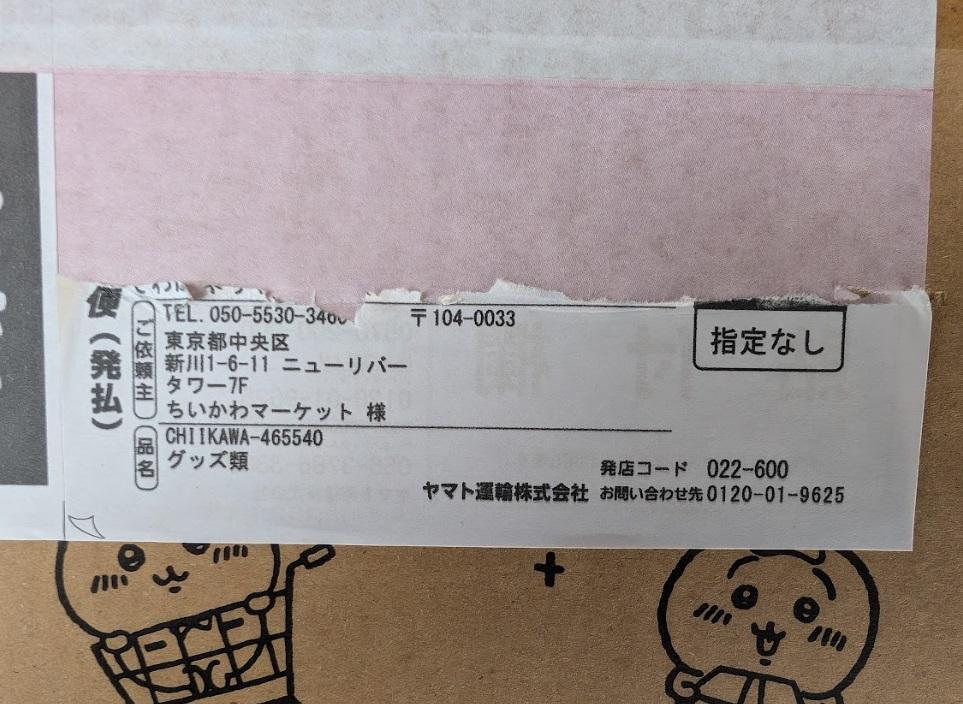 便(発払)
ご依頼主
TEL. 050-5530-346
〒104-0033
指定なし
東京都中央区
新川1-6-11 ニューリバー
タワー7F
ちいかわマーケット 様
品名
CHIIKAWA-465540
グッズ類
発店コード 022-600
ヤマト運輸株式会社 お問い合わせ先0120-01-9625
+